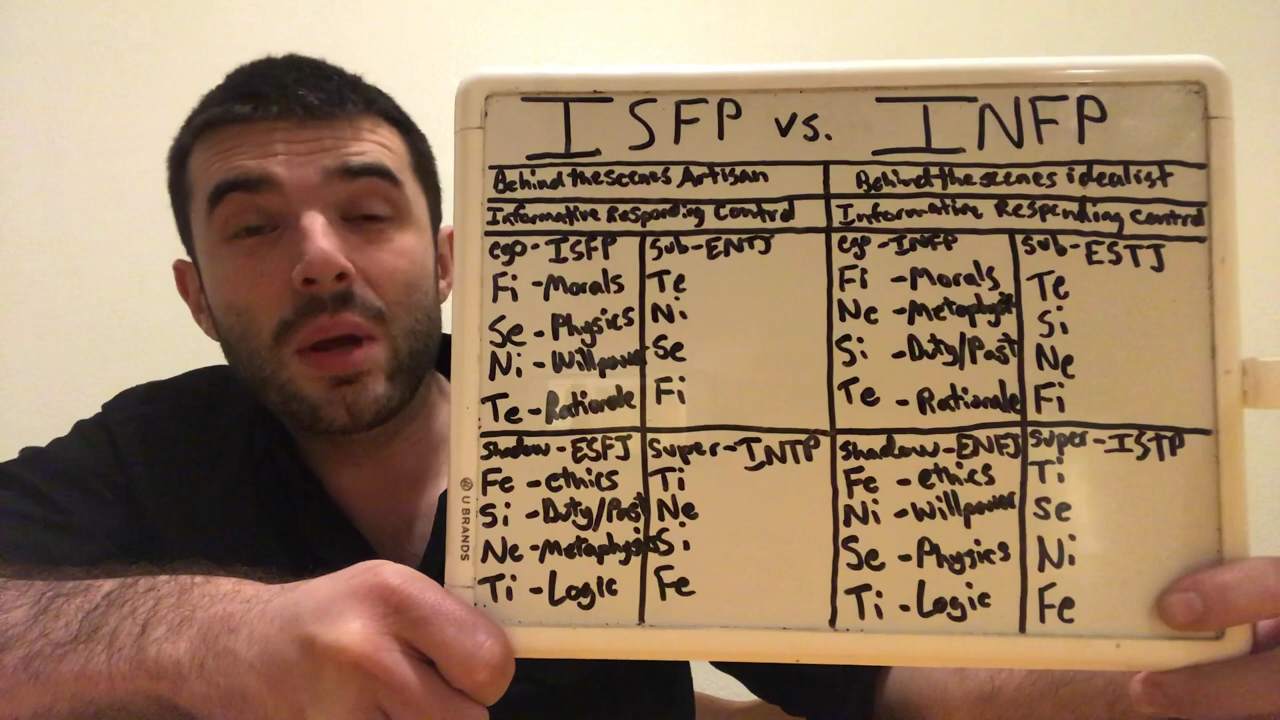 ISFP vs. INFP
Behind the scenes Artisan
Behind the scenes idealist
Informative Responding Control
Informative Responding Control
ego-ISFP
Fi -Morals
Se -Physics
Ni -Willpower
Te -Rationale
sub-ENTJ
Te
Ni
Se
Fi
ego-INFP
Fi -Morals
Ne -Metaphysics
Si -Duty/Past
Te -Rationale
sub-ESTJ
Te
Si
Ne
Fi
shadow-ESFJ
Fe -ethics
Si -Duty/Past
Ne -Metaphysics
Ti -Logic
Super-INTP
Ti
Ne
Si
Fe
shadow-ENFJ
Fe -ethics
Ni -Willpower
Se -Physics
Ti -Logic
Super-ISTP
Ti
Se
Ni
Fe
U BRANDS